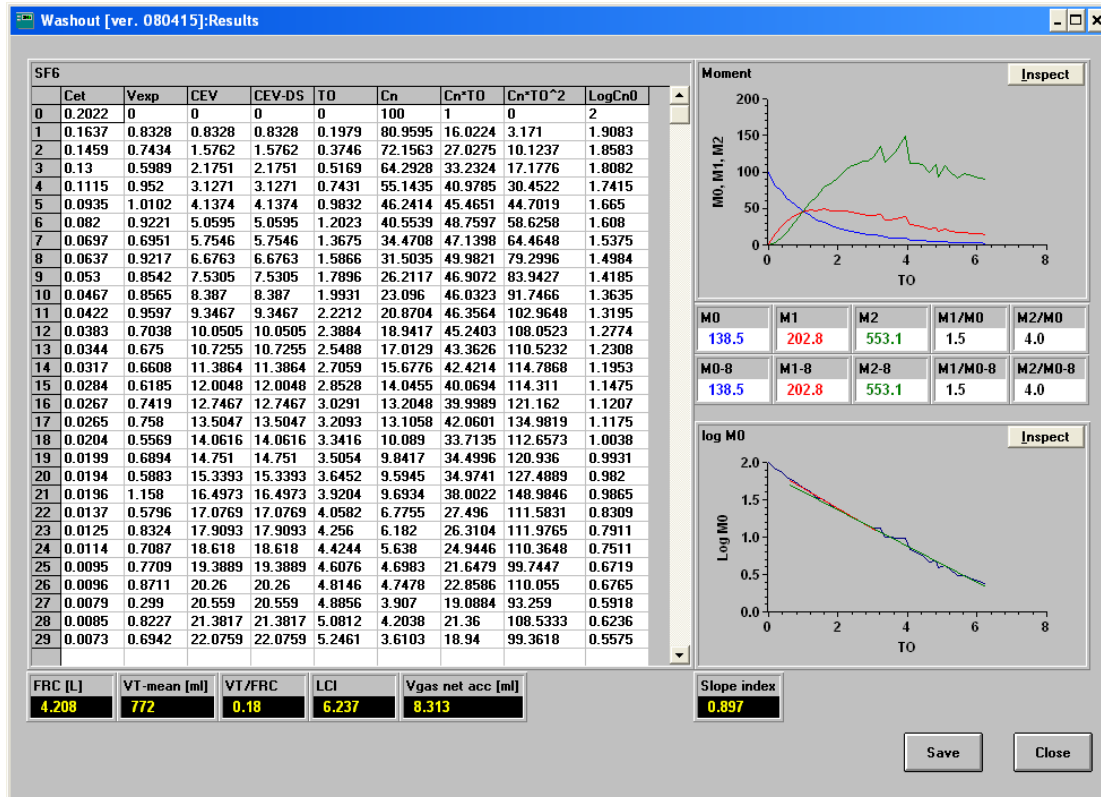 Washout [ver. 080415]:Results
SF6
Cet Vexp CEV CEV-DS TO Cn Cn*TO Cn*TO^2 LogCn0
0 0.2022 0 0 0 0 100 1 0 2
1 0.1637 0.8328 0.8328 0.8328 0.1979 80.9595 16.0224 3.171 1.9083
2 0.1459 0.7434 1.5762 1.5762 0.3746 72.1563 27.0275 10.1237 1.8583
3 0.13 0.5989 2.1751 2.1751 0.5169 64.2928 33.2324 17.1776 1.8082
4 0.1115 0.952 3.1271 3.1271 0.7431 55.1435 40.9785 30.4522 1.7415
5 0.0935 1.0102 4.1374 4.1374 0.9832 46.2414 45.4651 44.7019 1.665
6 0.082 0.9221 5.0595 5.0595 1.2023 40.5539 48.7597 58.6258 1.608
7 0.0697 0.6951 5.7546 5.7546 1.3675 34.4708 47.1398 64.4648 1.5375
8 0.0637 0.9217 6.6763 6.6763 1.5866 31.5035 49.9821 79.2996 1.4984
9 0.053 0.8542 7.5305 7.5305 1.7896 26.2117 46.9072 83.9427 1.4185
10 0.0467 0.8565 8.387 8.387 1.9931 23.096 46.0323 91.7466 1.3635
11 0.0422 0.9597 9.3467 9.3467 2.2212 20.8704 46.3564 102.9648 1.3195
12 0.0383 0.7038 10.0505 10.0505 2.3884 18.9417 45.2403 108.0523 1.2774
13 0.0344 0.675 10.7255 10.7255 2.5488 17.0129 43.3626 110.5232 1.2308
14 0.0317 0.6608 11.3864 11.3864 2.7059 15.6776 42.4214 114.7868 1.1953
15 0.0284 0.6185 12.0048 12.0048 2.8528 14.0455 40.0694 114.311 1.1475
16 0.0267 0.7419 12.7467 12.7467 3.0291 13.2048 39.9989 121.162 1.1207
17 0.0265 0.758 13.5047 13.5047 3.2093 13.1058 42.0601 134.9819 1.1175
18 0.0204 0.5569 14.0616 14.0616 3.3416 10.089 33.7135 112.6573 1.0038
19 0.0199 0.6894 14.751 14.751 3.5054 9.8417 34.4996 120.936 0.9931
20 0.0194 0.5883 15.3393 15.3393 3.6452 9.5945 34.9741 127.4889 0.982
21 0.0196 1.158 16.4973 16.4973 3.9204 9.6934 38.0022 148.9846 0.9865
22 0.0137 0.5796 17.0769 17.0769 4.0582 6.7755 27.496 111.5831 0.8309
23 0.0125 0.8324 17.9093 17.9093 4.256 6.182 26.3104 111.9765 0.7911
24 0.0114 0.7087 18.618 18.618 4.4244 5.638 24.9446 110.3648 0.7511
25 0.0095 0.7709 19.3889 19.3889 4.6076 4.6983 21.6479 99.7447 0.6719
26 0.0096 0.8711 20.26 20.26 4.8146 4.7478 22.8586 110.055 0.6765
27 0.0079 0.299 20.559 20.559 4.8856 3.907 19.0884 93.259 0.5918
28 0.0085 0.8227 21.3817 21.3817 5.0812 4.2038 21.36 108.5333 0.6236
29 0.0073 0.6942 22.0759 22.0759 5.2461 3.6103 18.94 99.3618 0.5575
Moment
Inspect
M0, M1, M2
200
150
100
50
0
0 2 4 6 8
TO
M0 M1 M2 M1/M0 M2/M0
138.5 202.8 553.1 1.5 4.0
M0-8 M1-8 M2-8 M1/M0-8 M2/M0-8
138.5 202.8 553.1 1.5 4.0
log M0
Inspect
Log M0
2.0
1.5
1.0
0.5
0.0
0 2 4 6 8
TO
FRC [L] VT-mean [ml] VT/FRC LCI Vgas net acc [ml] Slope index
4.208 772 0.18 6.237 8.313 0.897
Save Close